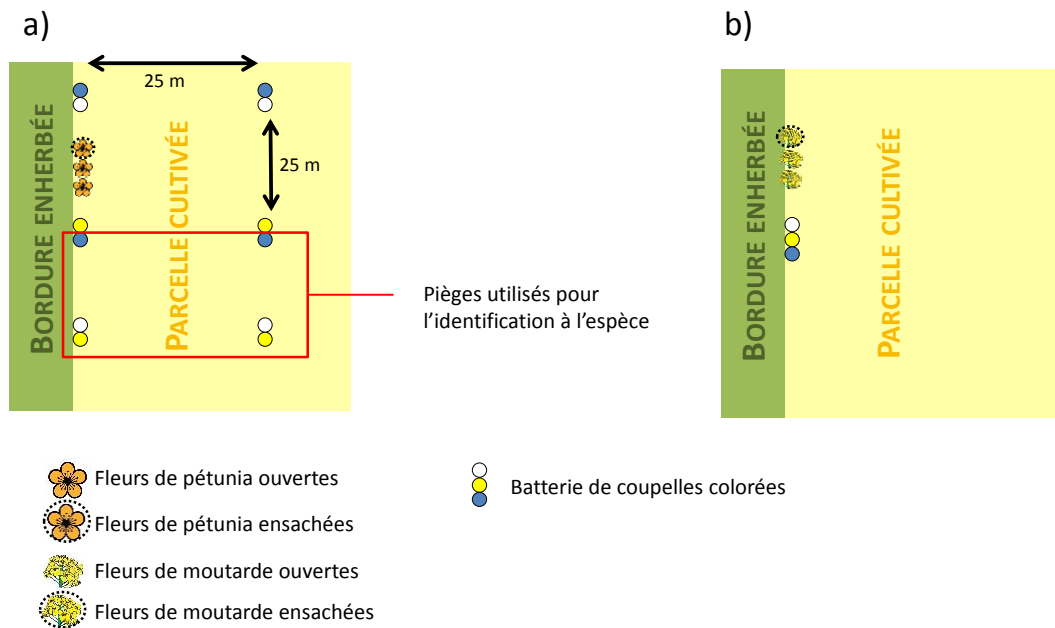 a)
b)
25 m
25 m
BORDURE ENHERBÉE
PARCELLE CULTIVÉE
Pièges utilisés pour
l'identification à l'espèce
BORDURE ENHERBÉE
PARCELLE CULTIVÉE
Fleurs de pétunia ouvertes
Fleurs de pétunia ensachées
Fleurs de moutarde ouvertes
Fleurs de moutarde ensachées
Batterie de coupelles colorées